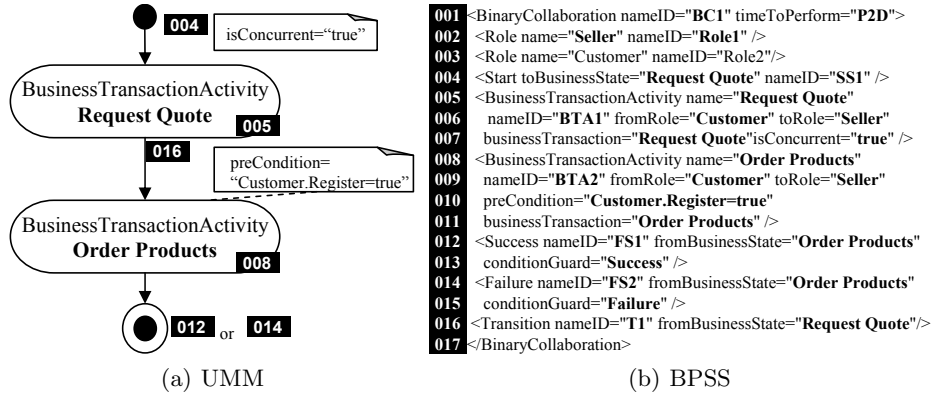 004
isConcurrent=“true”
BusinessTransactionActivity
Request Quote
005
016
preCondition=
“Customer.Register=true”
BusinessTransactionActivity
Order Products
008
012 or 014
(a) UMM
001 <BinaryCollaboration nameID="BC1" timeToPerform="P2D">
002 <Role name="Seller" nameID="Role1" />
003 <Role name="Customer" nameID="Role2"/>
004 <Start toBusinessState="Request Quote" nameID="SS1" />
005 <BusinessTransactionActivity name="Request Quote"
006 nameID="BTA1" fromRole="Customer" toRole="Seller"
007 businessTransaction="Request Quote"isConcurrent="true" />
008 <BusinessTransactionActivity name="Order Products"
009 nameID="BTA2" fromRole="Customer" toRole="Seller"
010 preCondition="Customer.Register=true"
011 businessTransaction="Order Products" />
012 <Success nameID="FS1" fromBusinessState="Order Products"
013 conditionGuard="Success" />
014 <Failure nameID="FS2" fromBusinessState="Order Products"
015 conditionGuard="Failure" />
016 <Transition nameID="T1" fromBusinessState="Request Quote"/>
017 </BinaryCollaboration>
(b) BPSS